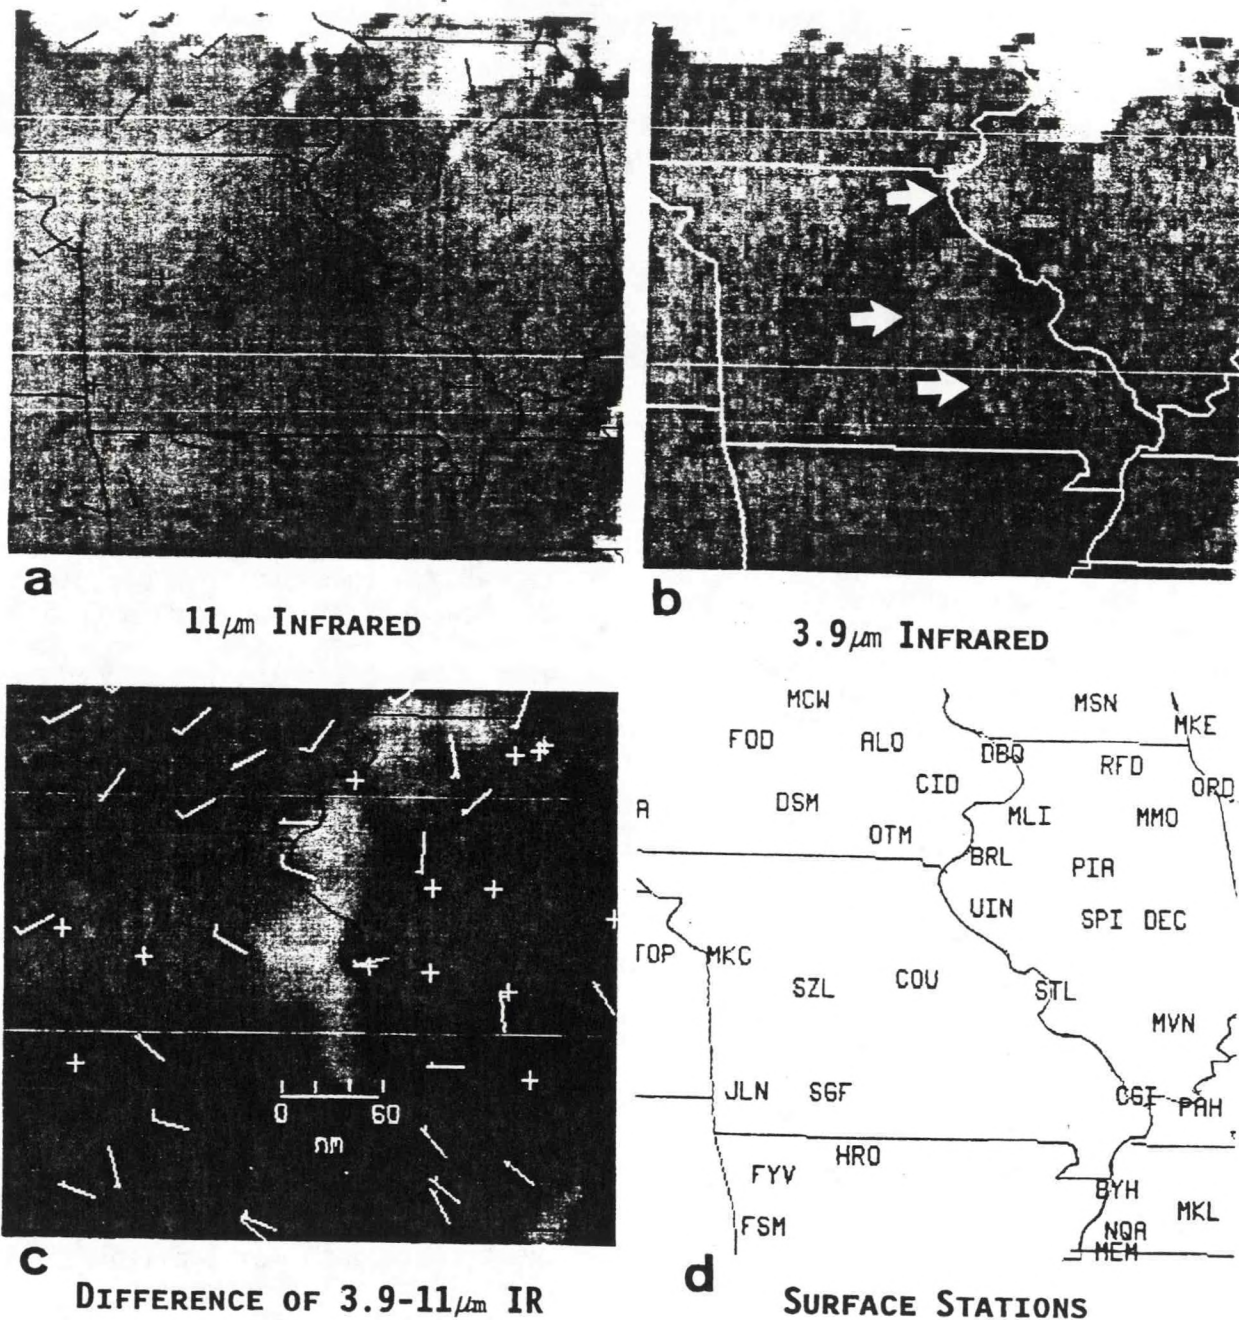 a
11μm INFRARED
b
3.9μm INFRARED
0 60
nm
c
DIFFERENCE OF 3.9-11μm IR
MCW MSN
MKE
FOD ALO DBQ
RFD
CID ORD
DSM MLI MMO
OTM
BRL
PIA
UIN SPI DEC
TOP MKC
SZL COU STL
MVN
JLN SGF CGI PAH
HRO
FYV
BYH
MKL
FSM NQA
MEM
d
SURFACE STATIONS